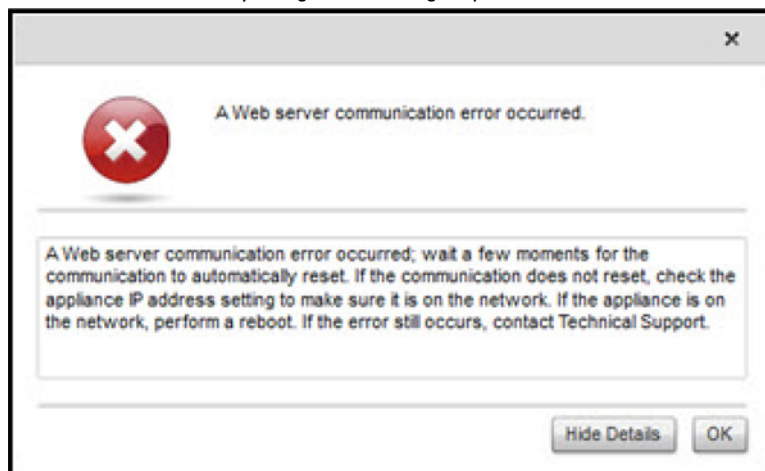 A Web server communication error occurred.
A Web server communication error occurred; wait a few moments for the
communication to automatically reset. If the communication does not reset, check the
appliance IP address setting to make sure it is on the network. If the appliance is on
the network, perform a reboot. If the error still occurs, contact Technical Support.
Hide Details
OK